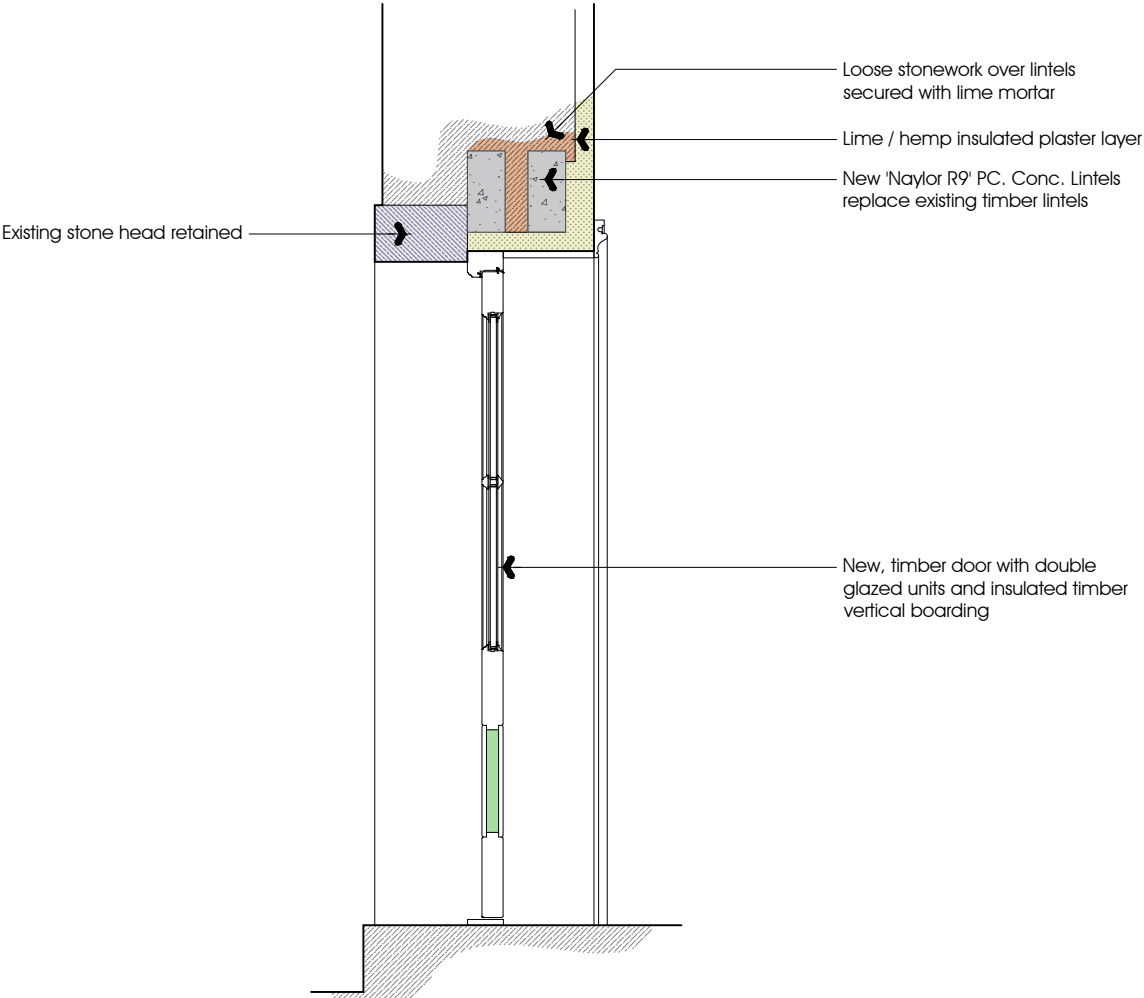 Loose stonework over lintels
secured with lime mortar
Lime / hemp insulated plaster layer
New 'Naylor R9' PC. Conc. Lintels
replace existing timber lintels
Existing stone head retained
New, timber door with double
glazed units and insulated timber
vertical boarding